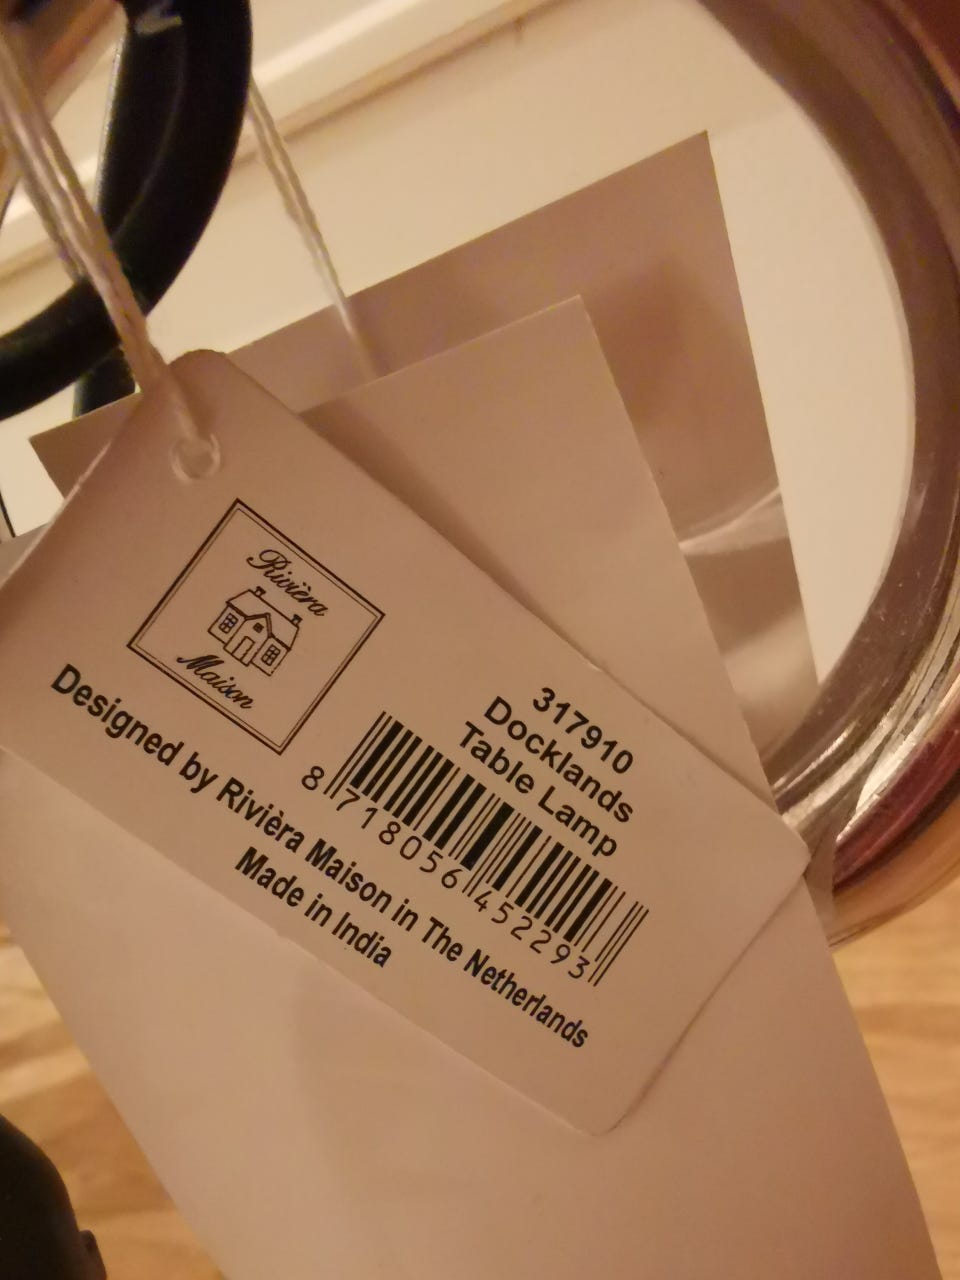 Rivièra
Maison
317910
Docklands
Table Lamp
8 718056 452293
Designed by Rivièra Maison in The Netherlands
Made in India